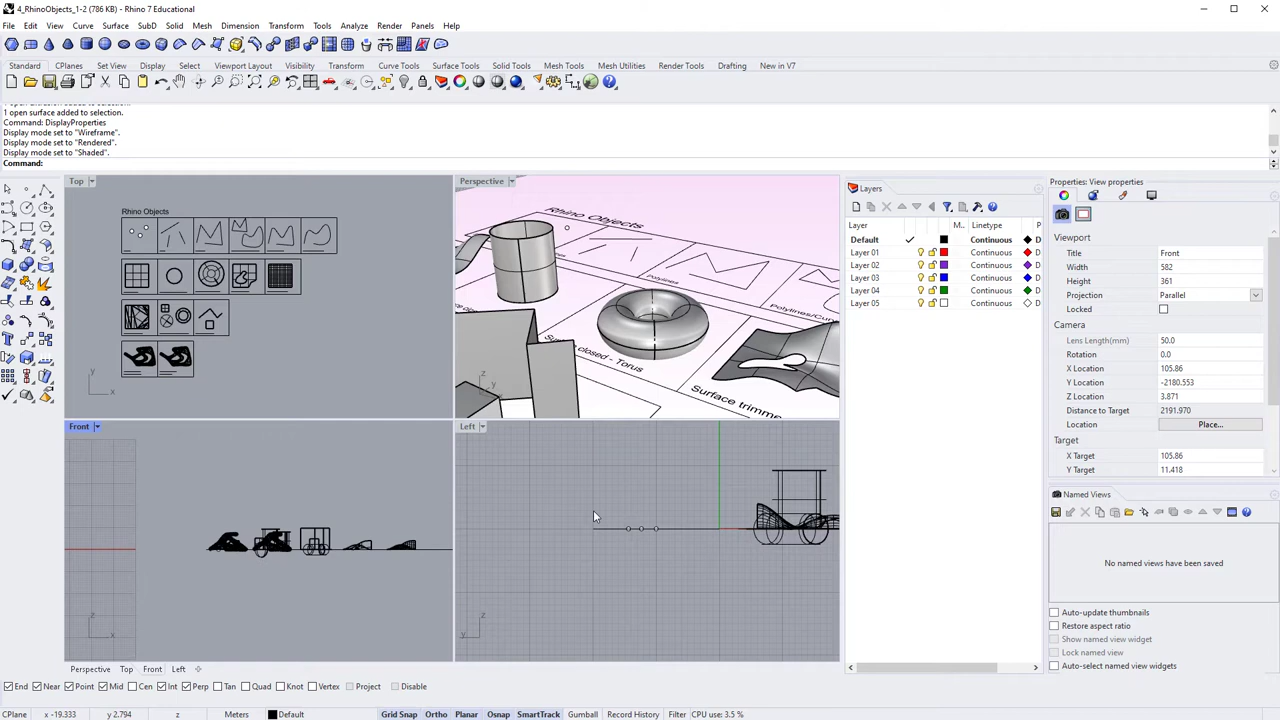 4_RhinoObjects_1-2 (786 KB) - Rhino 7 Educational
File Edit View Curve Surface SubD Solid Mesh Dimension Transform Tools Analyze Render Panels Help
Standard CPlanes Set View Display Select Viewport Layout Visibility Transform Curve Tools Surface Tools Solid Tools Mesh Tools Mesh Utilities Render Tools Drafting New in V7
1 open surface added to selection.
Command: DisplayProperties
Display mode set to "Wireframe".
Display mode set to "Rendered".
Display mode set to "Shaded".
Command:
Top
Rhino Objects
y x
Perspective
Rhino Objects
Polylines
Polylines/Curv
closed - Torus
Surface trimme
z
y
Front
z
x
Left
z
y
Perspective Top Front Left
Layers
Layer M.. Linetype P
Default Continuous D
Layer 01 Continuous D
Layer 02 Continuous D
Layer 03 Continuous D
Layer 04 Continuous D
Layer 05 Continuous D
Properties: View properties
Viewport
Title Front
Width 582
Height 361
Projection Parallel
Locked
Camera
Lens Length(mm) 50.0
Rotation 0.0
X Location 105.86
Y Location -2180.553
Z Location 3.871
Distance to Target 2191.970
Location Place...
Target
X Target 105.86
Y Target 11.418
Named Views
No named views have been saved
Auto-update thumbnails
Restore aspect ratio
Show named view widget
Lock named view
Auto-select named view widgets
End Near Point Mid Cen Int Perp Tan Quad Knot Vertex Project Disable
CPlane x -19.333 y 2.794 z Meters Default Grid Snap Ortho Planar Osnap SmartTrack Gumball Record History Filter CPU use: 3.5 %